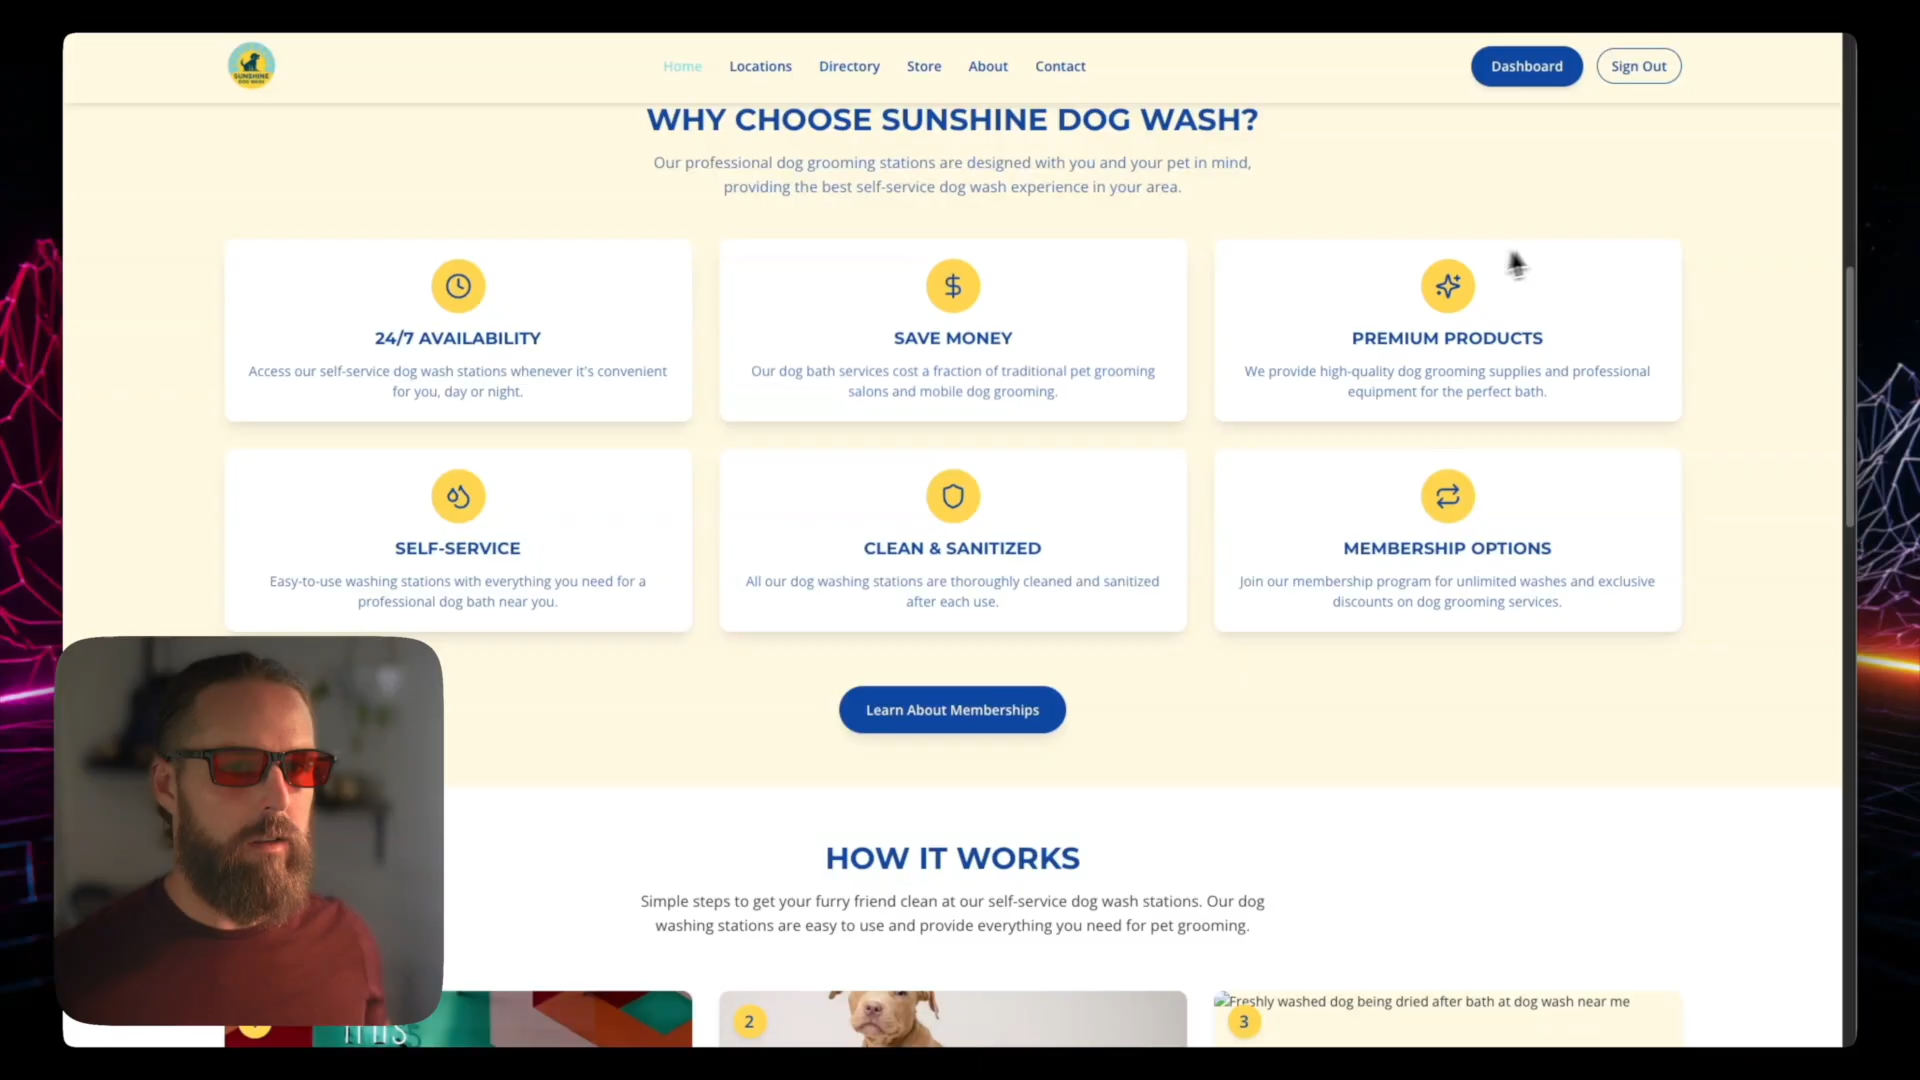 SUNSHINE
DOG WASH
Home
Locations
Directory
Store
About
Contact
Dashboard
Sign Out
WHY CHOOSE SUNSHINE DOG WASH?
Our professional dog grooming stations are designed with you and your pet in mind,
providing the best self-service dog wash experience in your area.
24/7 AVAILABILITY
Access our self-service dog wash stations whenever it's convenient
for you, day or night.
SAVE MONEY
Our dog bath services cost a fraction of traditional pet grooming
salons and mobile dog grooming.
PREMIUM PRODUCTS
We provide high-quality dog grooming supplies and professional
equipment for the perfect bath.
SELF-SERVICE
Easy-to-use washing stations with everything you need for a
professional dog bath near you.
CLEAN & SANITIZED
All our dog washing stations are thoroughly cleaned and sanitized
after each use.
MEMBERSHIP OPTIONS
Join our membership program for unlimited washes and exclusive
discounts on dog grooming services.
Learn About Memberships
HOW IT WORKS
Simple steps to get your furry friend clean at our self-service dog wash stations. Our dog
washing stations are easy to use and provide everything you need for pet grooming.
2
Freshly washed dog being dried after bath at dog wash near me
3